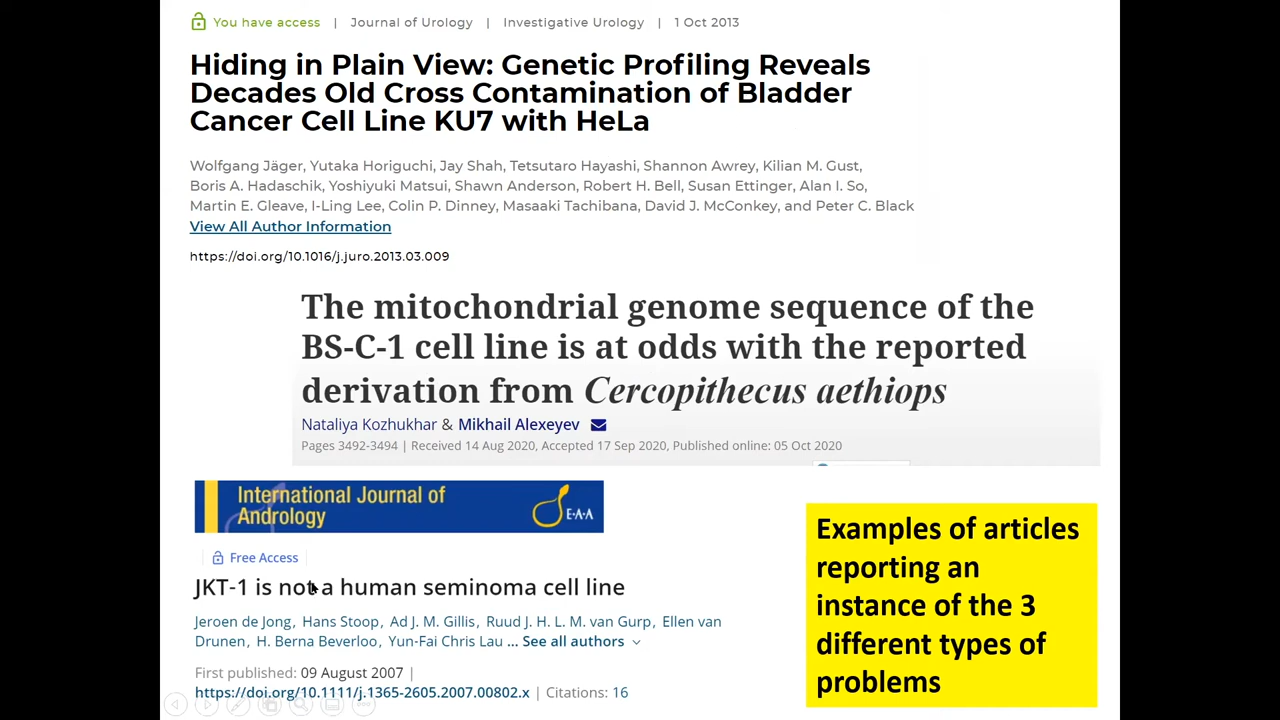 You have access | Journal of Urology | Investigative Urology | 1 Oct 2013
Hiding in Plain View: Genetic Profiling Reveals
Decades Old Cross Contamination of Bladder
Cancer Cell Line KU7 with HeLa
Wolfgang Jäger, Yutaka Horiguchi, Jay Shah, Tetsutaro Hayashi, Shannon Awrey, Kilian M. Gust,
Boris A. Hadaschik, Yoshiyuki Matsui, Shawn Anderson, Robert H. Bell, Susan Ettinger, Alan I. So,
Martin E. Gleave, I-Ling Lee, Colin P. Dinney, Masaaki Tachibana, David J. McConkey, and Peter C. Black
View All Author Information
https://doi.org/10.1016/j.juro.2013.03.009
The mitochondrial genome sequence of the
BS-C-1 cell line is at odds with the reported
derivation from Cercopithecus aethiops
Nataliya Kozhukhar & Mikhail Alexeyev
Pages 3492-3494 | Received 14 Aug 2020, Accepted 17 Sep 2020, Published online: 05 Oct 2020
International Journal of
Andrology
E·A·A
Free Access
JKT-1 is not a human seminoma cell line
Jeroen de Jong, Hans Stoop, Ad J. M. Gillis, Ruud J. H. L. M. van Gurp, Ellen van
Drunen, H. Berna Beverloo, Yun-Fai Chris Lau ... See all authors
First published: 09 August 2007 |
https://doi.org/10.1111/j.1365-2605.2007.00802.x | Citations: 16
Examples of articles
reporting an
instance of the 3
different types of
problems